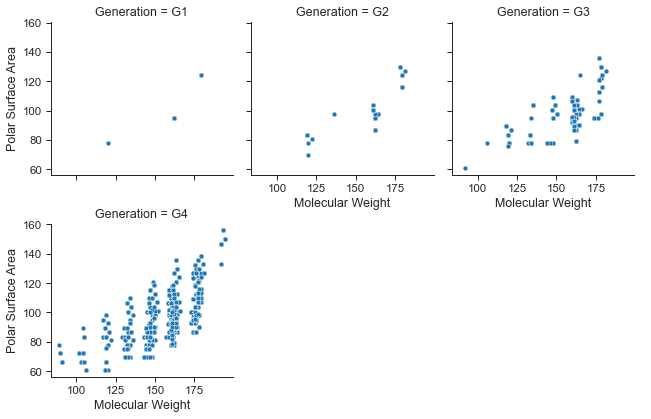 Generation = G1
Generation = G2
Generation = G3
160
140
120
100
80
60
Polar Surface Area
100 125 150 175
Molecular Weight
100 125 150 175
Molecular Weight
Generation = G4
160
140
120
100
80
60
Polar Surface Area
100 125 150 175
Molecular Weight